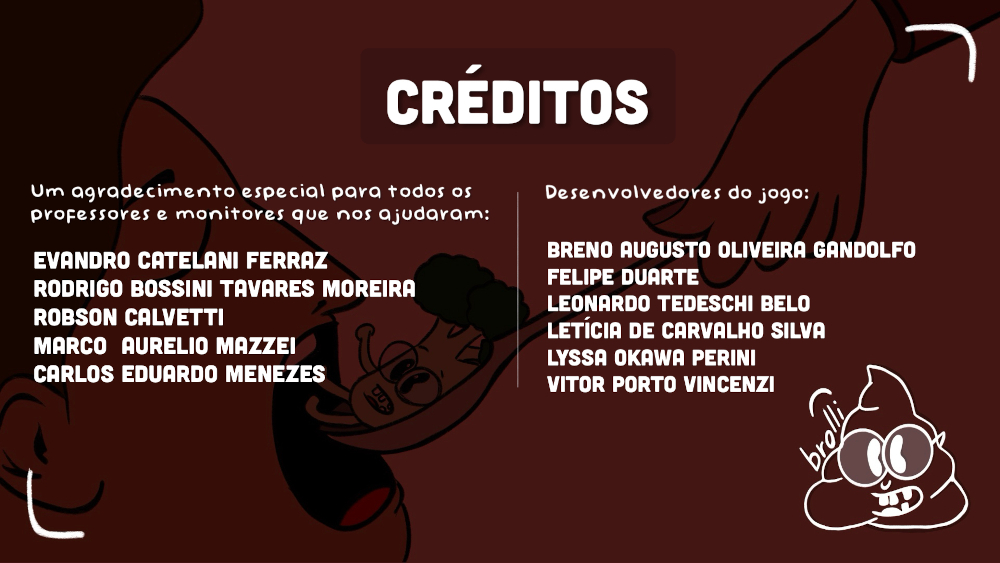 CRÉDITOS
Um agradecimento especial para todos os
professores e monitores que nos ajudaram:
EVANDRO CATELANI FERRAZ
RODRIGO BOSSINI TAVARES MOREIRA
ROBSON CALVETTI
MARCO AURELIO MAZZEI
CARLOS EDUARDO MENEZES
Desenvolvedores do jogo:
BRENO AUGUSTO OLIVEIRA GANDOLFO
FELIPE DUARTE
LEONARDO TEDESCHI BELO
LETÍCIA DE CARVALHO SILVA
LYSSA OKAWA PERINI
VITOR PORTO VINCENZI